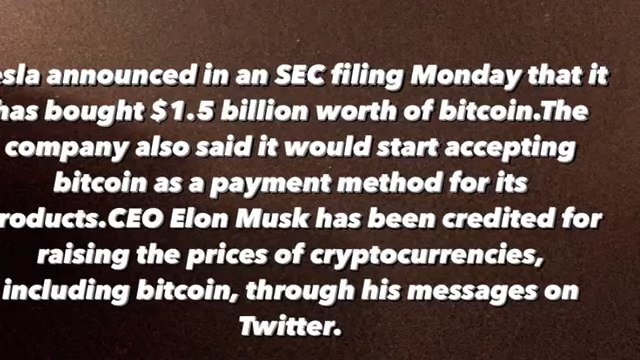 esla announced in an SEC filing Monday that it
has bought $1.5 billion worth of bitcoin.The
company also said it would start accepting
bitcoin as a payment method for its
roducts.CEO Elon Musk has been credited for
raising the prices of cryptocurrencies,
including bitcoin, through his messages on
Twitter.